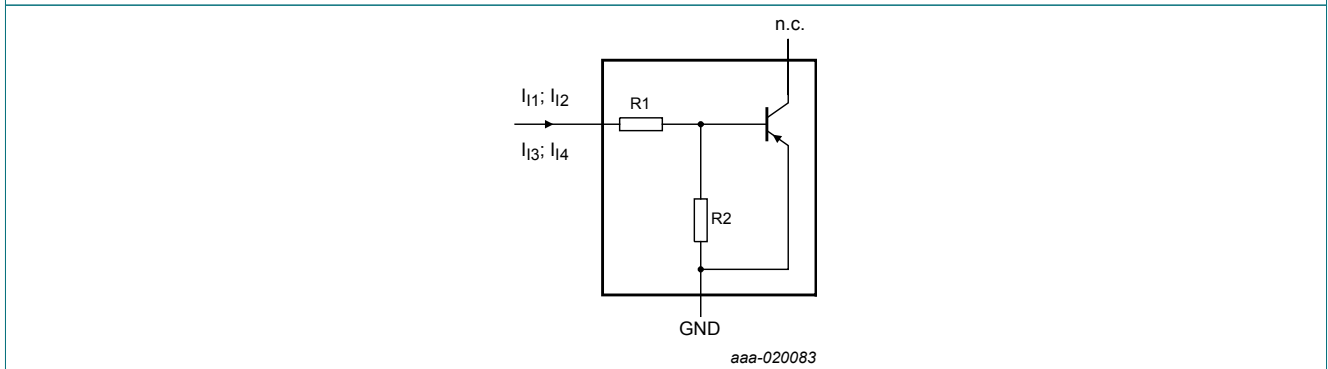 n.c.
I_I1; I_I2
R1
I_I3; I_I4
R2
GND
aaa-020083